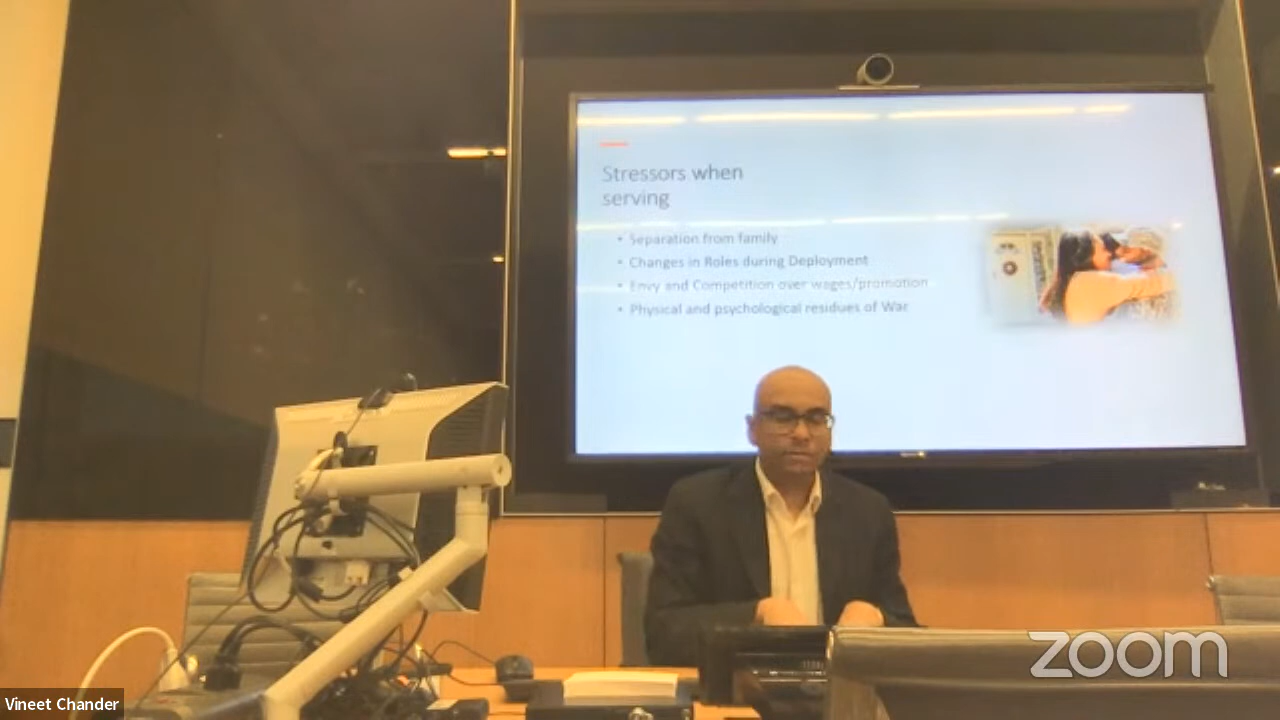 Stressors when
serving
• Separation from family
• Changes in Roles during Deployment
• Envy and Competition over wages/promotion
• Physical and psychological residues of War
zoom
Vineet Chander